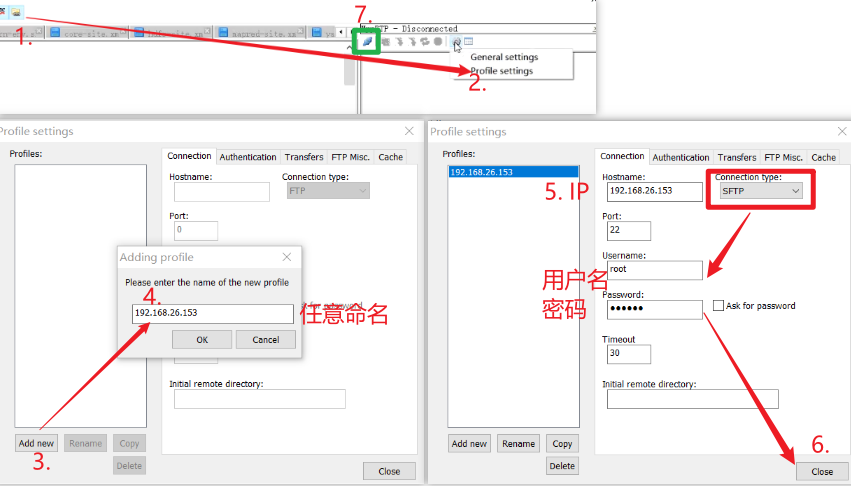 1.
7.
core-site.xm
mapred-site.xm
FTP - Disconnected
General settings
Profile settings
2.
Profile settings
Profiles:
Connection
Authentication
Transfers
FTP Misc.
Cache
Hostname:
Connection type:
FTP
Port:
0
Adding profile
Please enter the name of the new profile
4.
192.168.26.153
任意命名
OK
Cancel
Initial remote directory:
Add new
Rename
Copy
3.
Delete
Close
Profile settings
Profiles:
192.168.26.153
Connection
Authentication
Transfers
FTP Misc.
Cache
Hostname:
Connection type:
5. IP
192.168.26.153
SFTP
Port:
22
Username:
用户名
root
密码
Password:
●●●●●●
Ask for password
Timeout
30
Initial remote directory:
6.
Add new
Rename
Copy
Delete
Close